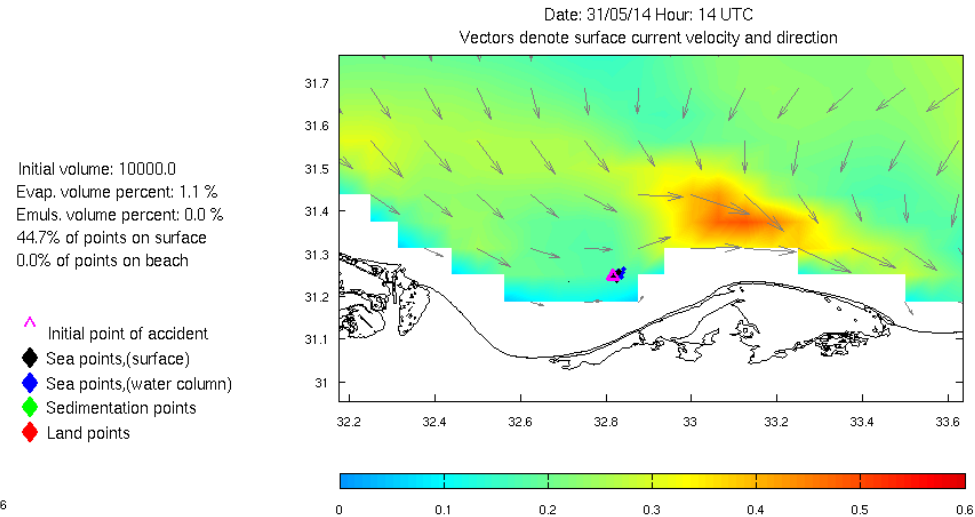 Date: 31/05/14 Hour: 14 UTC
Vectors denote surface current velocity and direction
Initial volume: 10000.0
Evap. volume percent: 1.1 %
Emuls. volume percent: 0.0 %
44.7% of points on surface
0.0% of points on beach
Initial point of accident
Sea points,(surface)
Sea points,(water column)
Sedimentation points
Land points
31.7
31.6
31.5
31.4
31.3
31.2
31.1
31
32.2 32.4 32.6 32.8 33 33.2 33.4 33.6
0 0.1 0.2 0.3 0.4 0.5 0.6
6